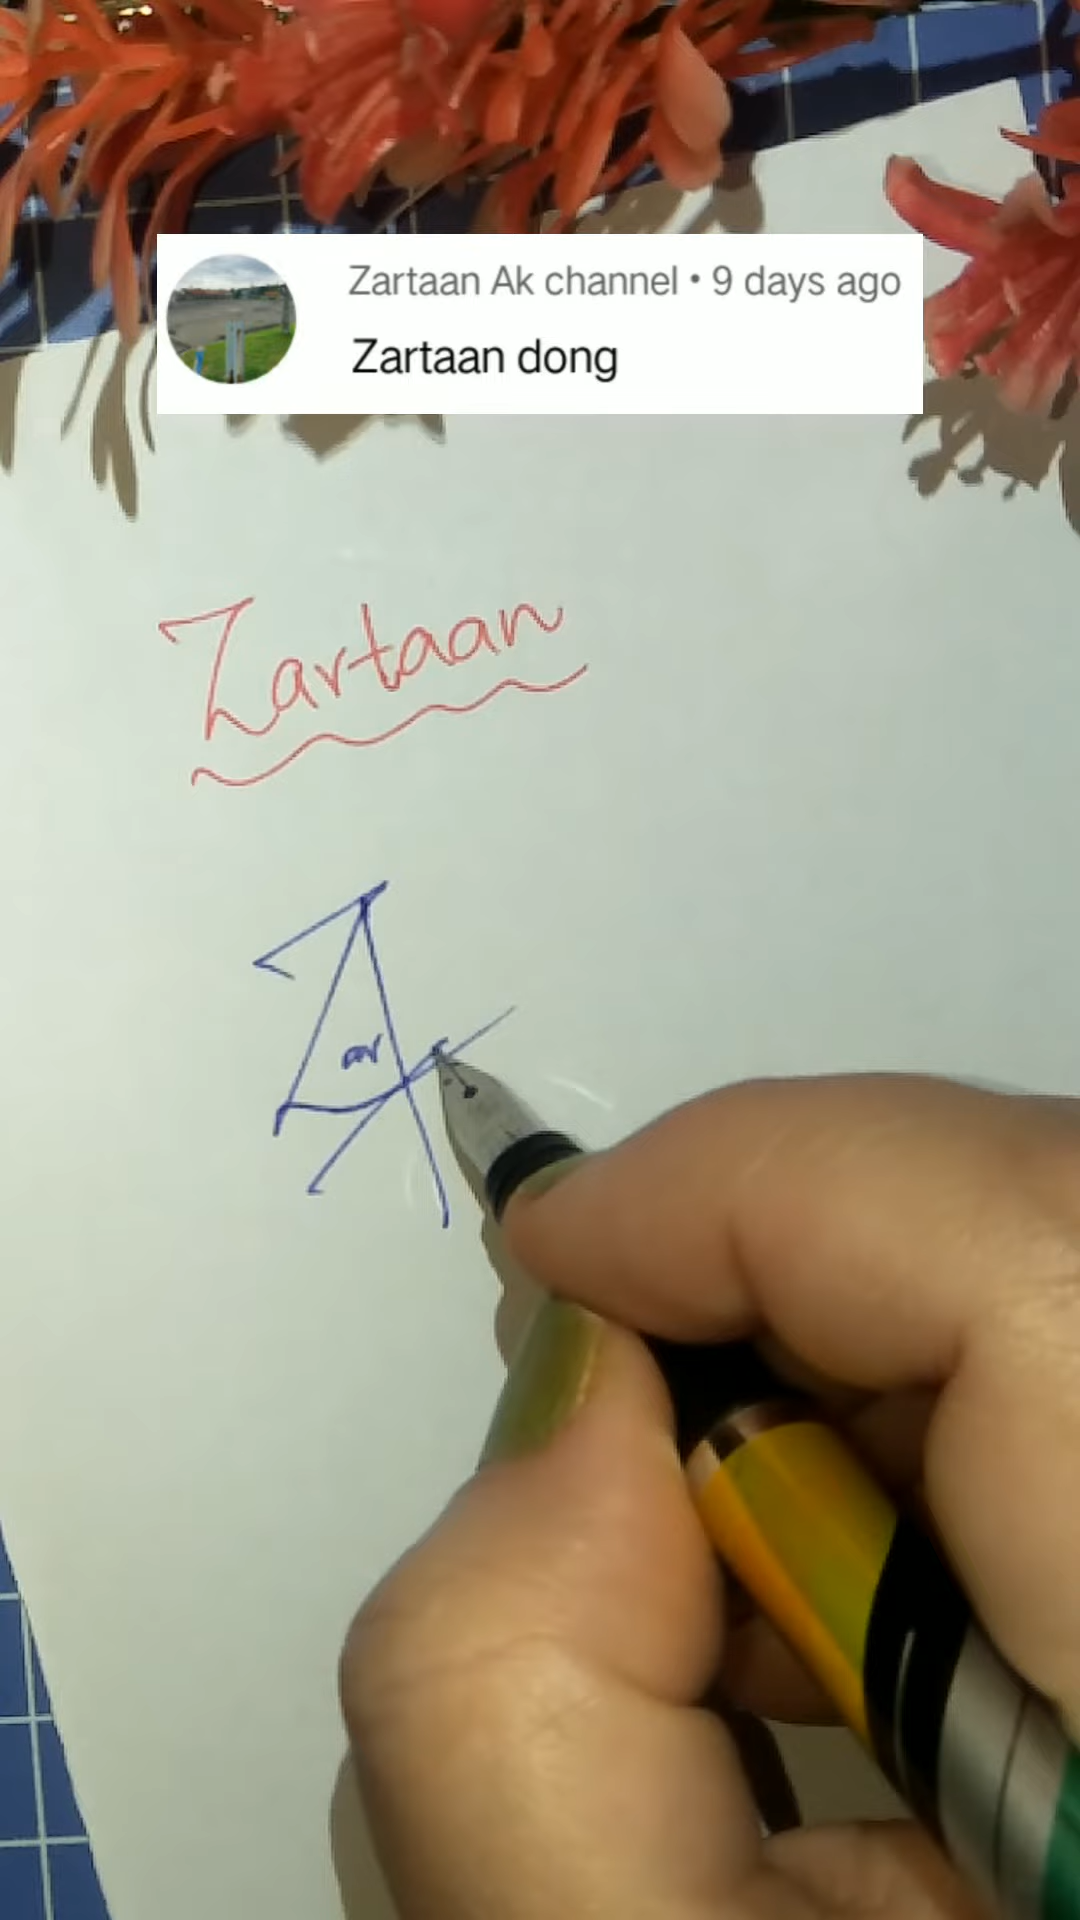 Zartaan Ak channel • 9 days ago
Zartaan dong
Zartaan
Z
ar